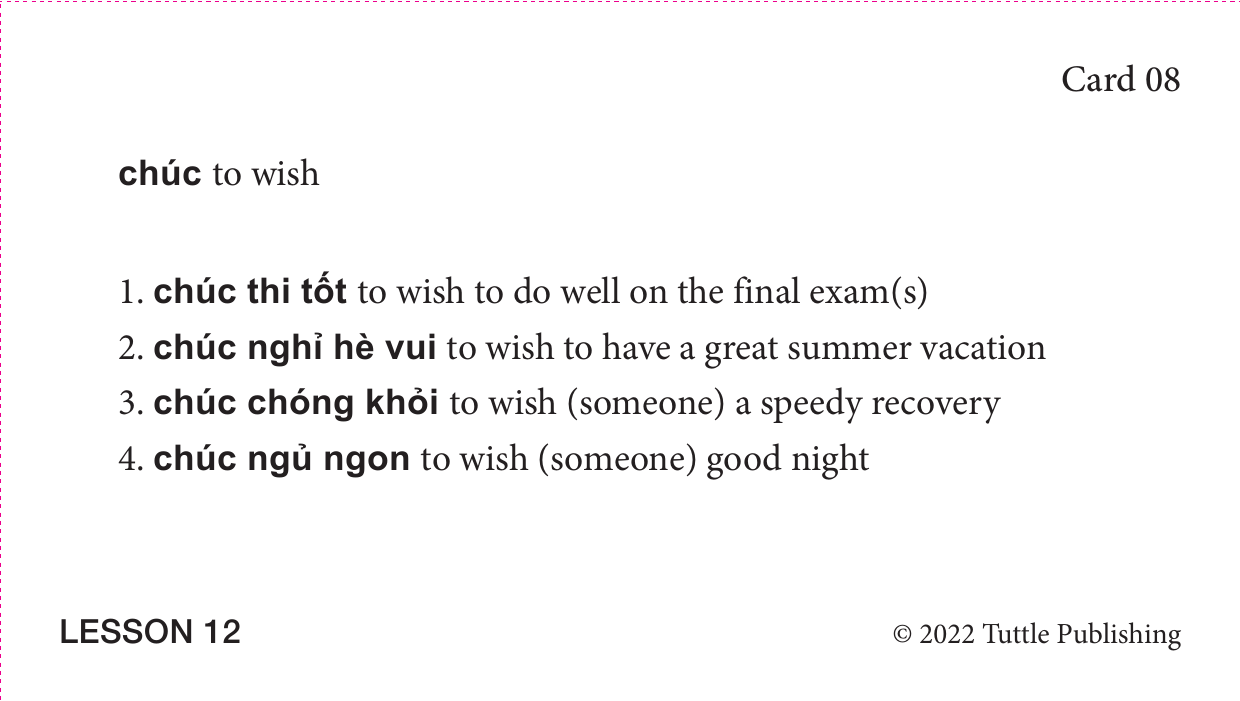 Card 08
chúc to wish
1. chúc thi tốt to wish to do well on the final exam(s)
2. chúc nghỉ hè vui to wish to have a great summer vacation
3. chúc chóng khỏi to wish (someone) a speedy recovery
4. chúc ngủ ngon to wish (someone) good night
LESSON 12
© 2022 Tuttle Publishing